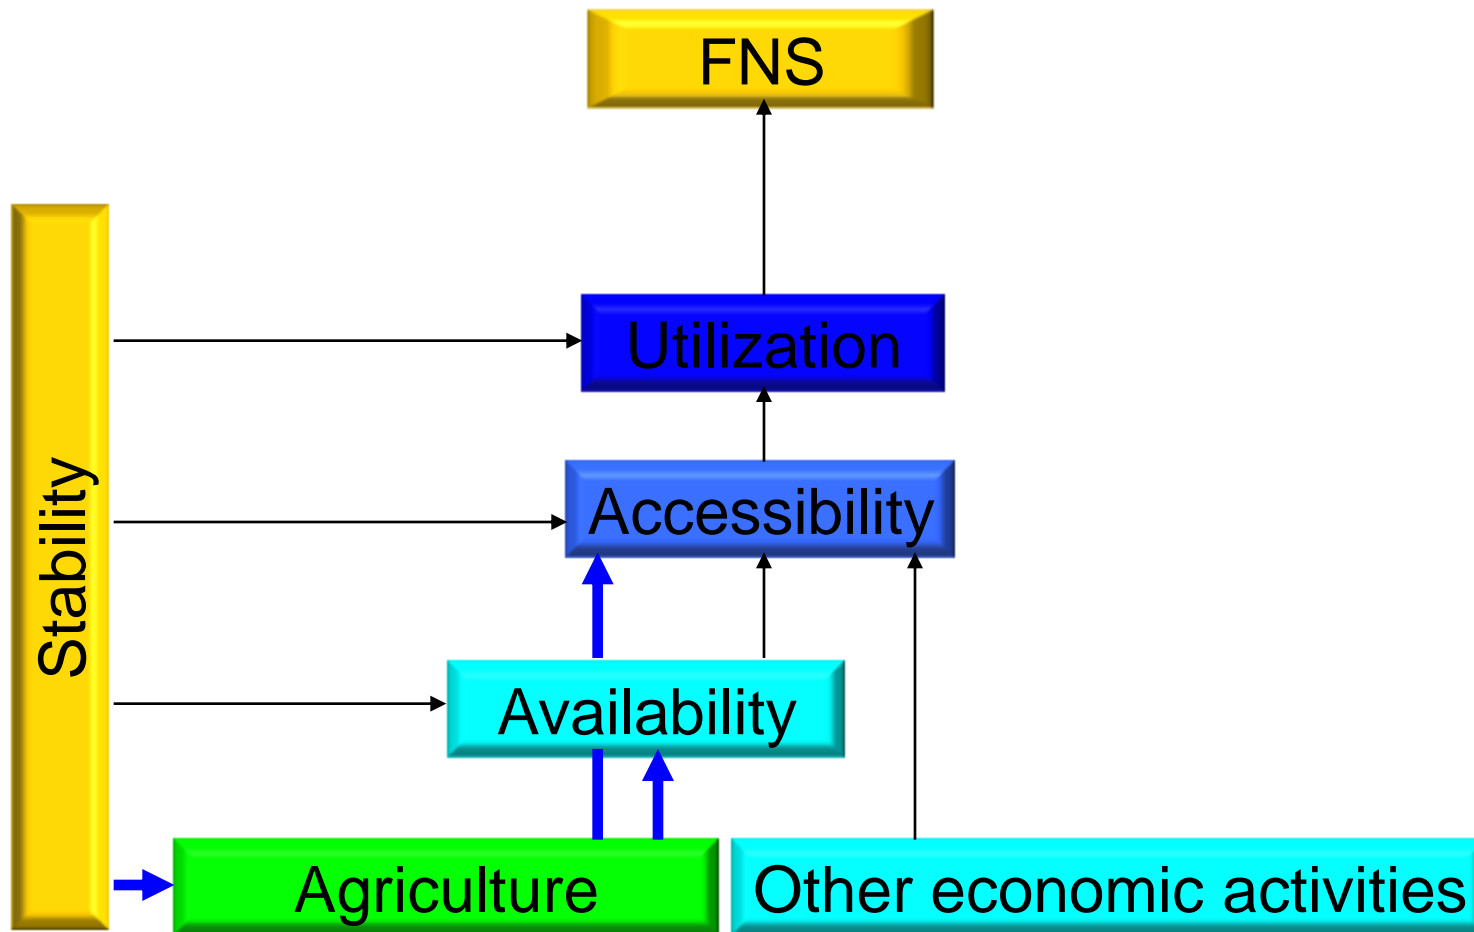 FNS
Utilization
Accessibility
Stability
Availability
Agriculture
Other economic activities